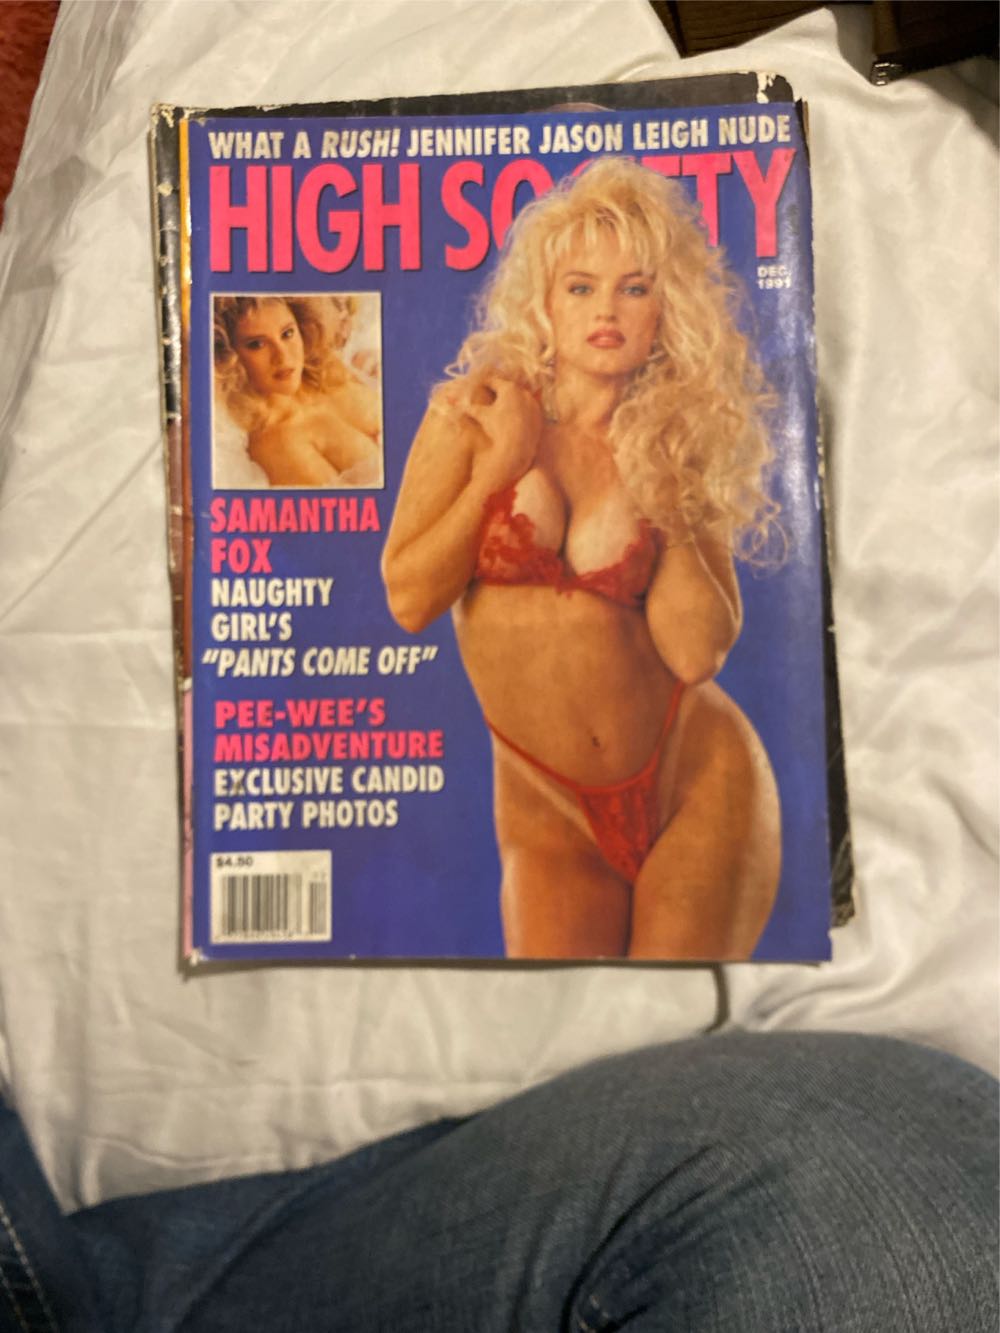 WHAT A RUSH! JENNIFER JASON LEIGH NUDE
HIGH SOCIETY
DEC.
1991
SAMANTHA
FOX
NAUGHTY
GIRL'S
"PANTS COME OFF"
PEE-WEE'S
MISADVENTURE
EXCLUSIVE CANDID
PARTY PHOTOS
$4.50